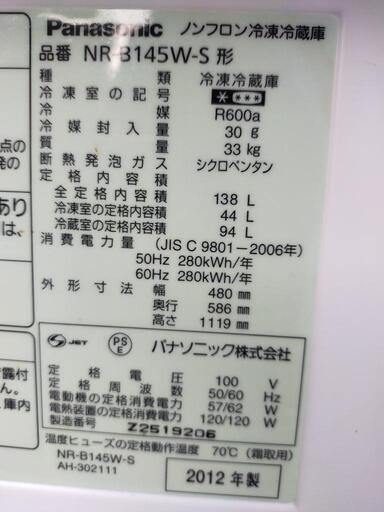 Panasonic ノンフロン冷凍冷蔵庫
品番 NR-B145W-S 形
種類 冷凍冷蔵庫
冷凍室の記号 * ***
冷媒 R600a
冷媒封入量 30 g
質量 33 kg
断熱発泡ガス シクロペンタン
定格内容積
全定格内容積 138 L
冷凍室の定格内容積 44 L
冷蔵室の定格内容積 94 L
消費電力量 (JIS C 9801-2006年)
50Hz 280kWh/年
60Hz 280kWh/年
外形寸法 幅 480 mm
奥行 586 mm
高さ 1119 mm
JET PSE パナソニック株式会社
定格電圧 100 V
定格周波数 50/60 Hz
電動機の定格消費電力 57/62 W
電熱装置の定格消費電力 120/120 W
製造番号 Z2519206
温度ヒューズの定格動作温度 70℃ (霜取用)
NR-B145W-S
AH-302111
2012 年製
点の
発の
あり
は、
露付
ん。
庫内